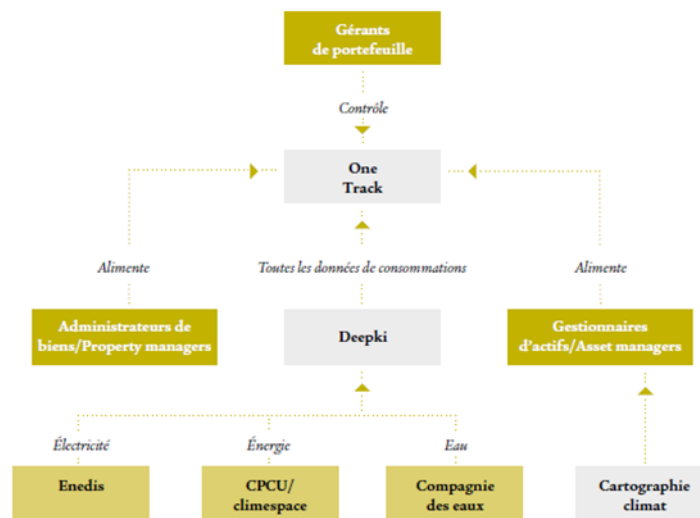 Gérants
de portefeuille
Contrôle
One
Track
Alimente
Toutes les données de consommations
Alimente
Administrateurs de
biens/Property managers
Deepki
Gestionnaires
d'actifs/Asset managers
Électricité
Énergie
Eau
Enedis
CPCU/
climespace
Compagnie
des eaux
Cartographie
climat